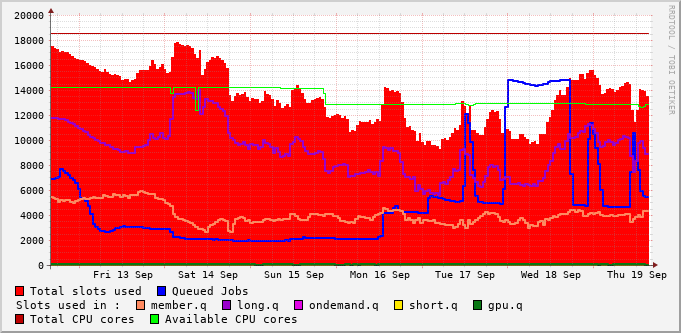 20000
18000
16000
14000
12000
10000
8000
6000
4000
2000
0
Fri 13 Sep Sat 14 Sep Sun 15 Sep Mon 16 Sep Tue 17 Sep Wed 18 Sep Thu 19 Sep
Total slots used Queued Jobs
Slots used in : member.q long.q ondemand.q short.q gpu.q
Total CPU cores Available CPU cores
RRDTOOL / TOBI OETIKER